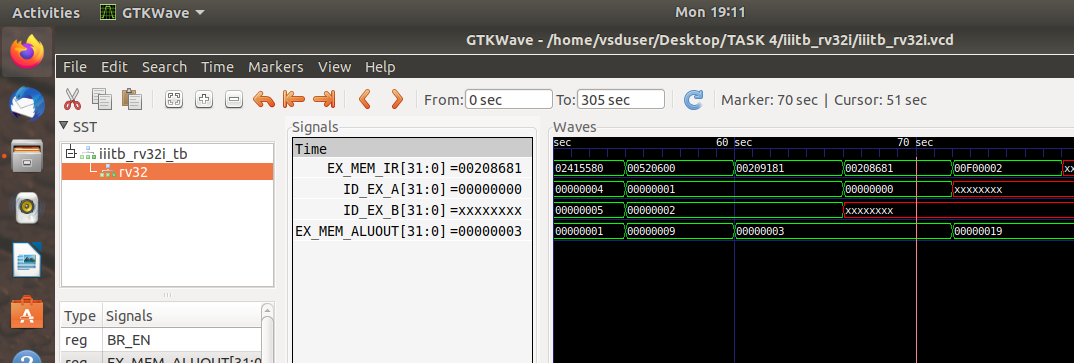 Activities GTKWave Mon 19:11
GTKWave - /home/vsduser/Desktop/TASK 4/iiitb_rv32i/iiitb_rv32i.vcd
File Edit Search Time Markers View Help
From: 0 sec To: 305 sec Marker: 70 sec | Cursor: 51 sec
SST
iiitb_rv32i_tb
rv32
Type Signals
reg BR_EN
reg EX_MEM_ALUOUT[31:0
Signals
Time
EX_MEM_IR[31:0] =00208681
ID_EX_A[31:0] =00000000
ID_EX_B[31:0] =xxxxxxxx
EX_MEM_ALUOUT[31:0] =00000003
Waves
sec 60 sec 70 sec
02415580 00520600 00209181 00208681 00F00002 xx
00000004 00000001 00000000 xxxxxxxx
00000005 00000002 xxxxxxxx
00000001 00000009 00000003 00000019